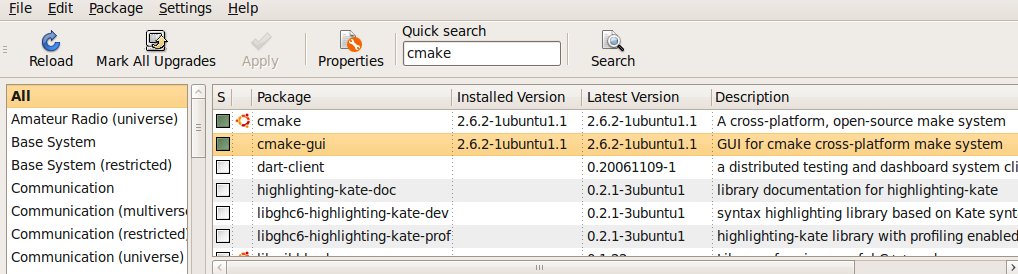 File Edit Package Settings Help
Quick search
cmake
Reload Mark All Upgrades Apply Properties Search
All
Amateur Radio (universe)
Base System
Base System (restricted)
Communication
Communication (multivers
Communication (restricted)
Communication (universe)
S Package Installed Version Latest Version Description
cmake 2.6.2-1ubuntu1.1 2.6.2-1ubuntu1.1 A cross-platform, open-source make system
cmake-gui 2.6.2-1ubuntu1.1 2.6.2-1ubuntu1.1 GUI for cmake cross-platform make system
dart-client 0.20061109-1 a distributed testing and dashboard system cli
highlighting-kate-doc 0.2.1-3ubuntu1 library documentation for highlighting-kate
libghc6-highlighting-kate-dev 0.2.1-3ubuntu1 syntax highlighting library based on Kate synt
libghc6-highlighting-kate-prof 0.2.1-3ubuntu1 highlighting-kate library with profiling enabled